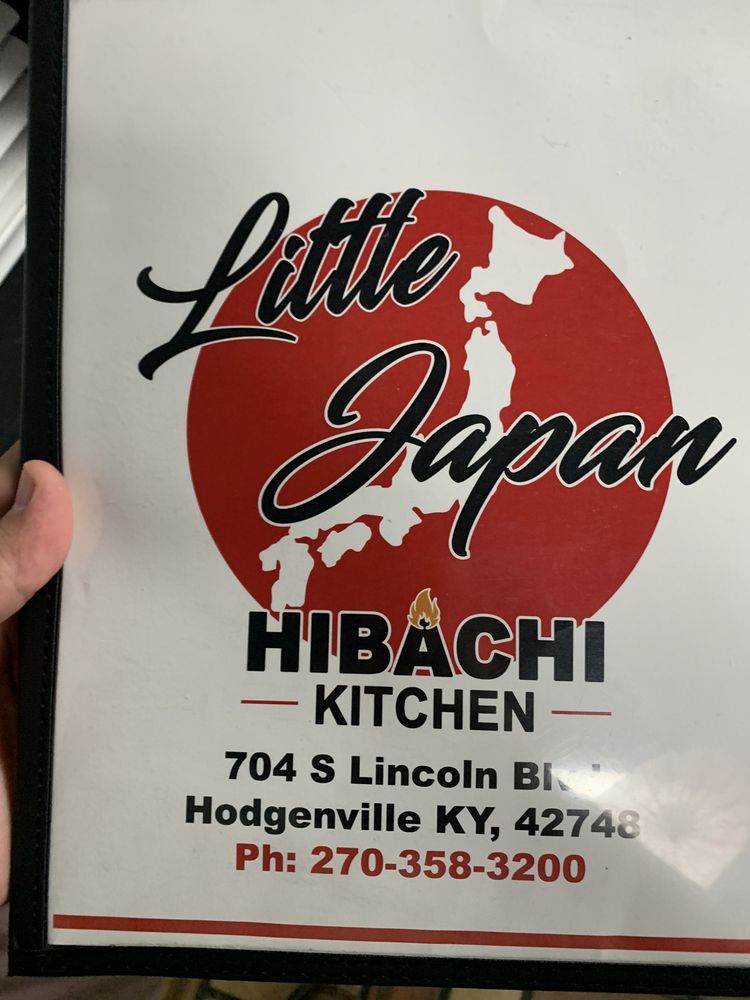 Little
Japan
HIBACHI
KITCHEN
704 S Lincoln
Hodgenville KY, 42748
Ph: 270-358-3200